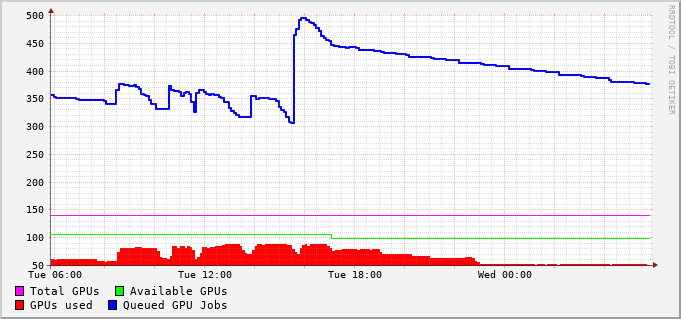 500
450
400
350
300
250
200
150
100
50
Tue 06:00 Tue 12:00 Tue 18:00 Wed 00:00
Total GPUs Available GPUs
GPUs used Queued GPU Jobs
RRDTOOL / TOBI OETIKER